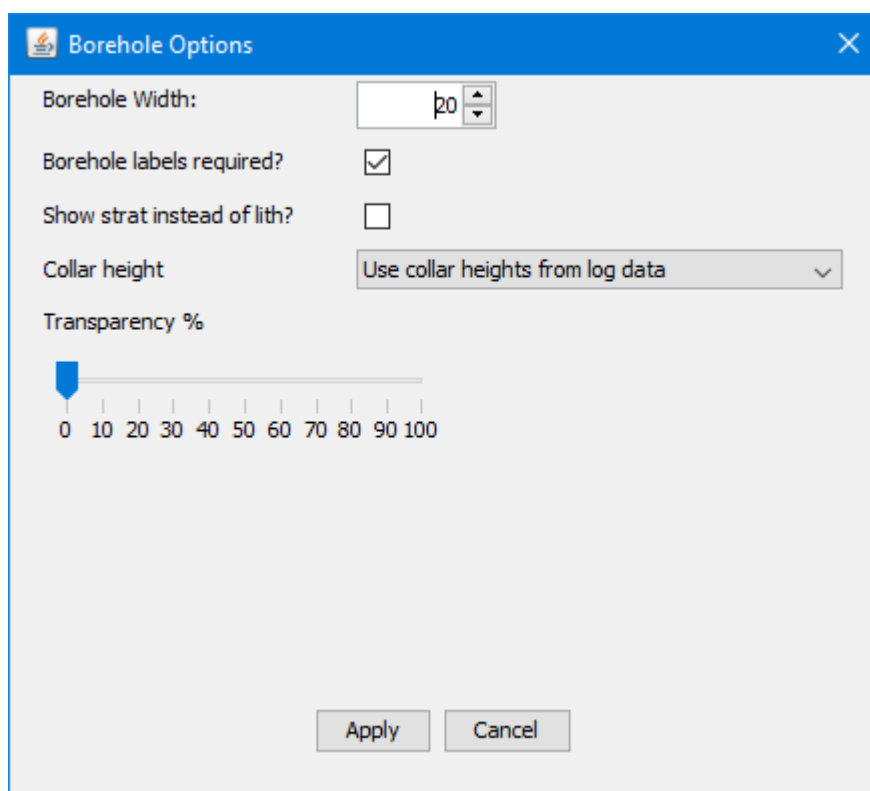 Borehole Options
Borehole Width: 20
Borehole labels required?
Show strat instead of lith?
Collar height Use collar heights from log data
Transparency %
0 10 20 30 40 50 60 70 80 90 100
Apply Cancel